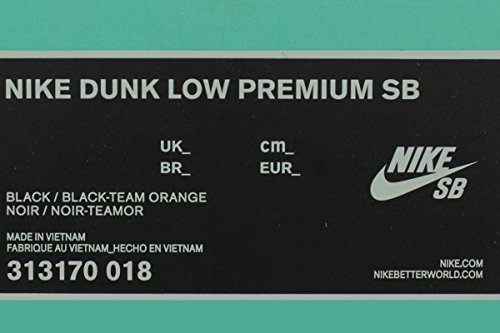 NIKE DUNK LOW PREMIUM SB
UK_ cm_
BR_ EUR_
NIKE
SB
BLACK / BLACK-TEAM ORANGE
NOIR / NOIR-TEAMOR
MADE IN VIETNAM
FABRIQUE AU VIETNAM_HECHO EN VIETNAM
313170 018
NIKE.COM
NIKEBETTERWORLD.COM